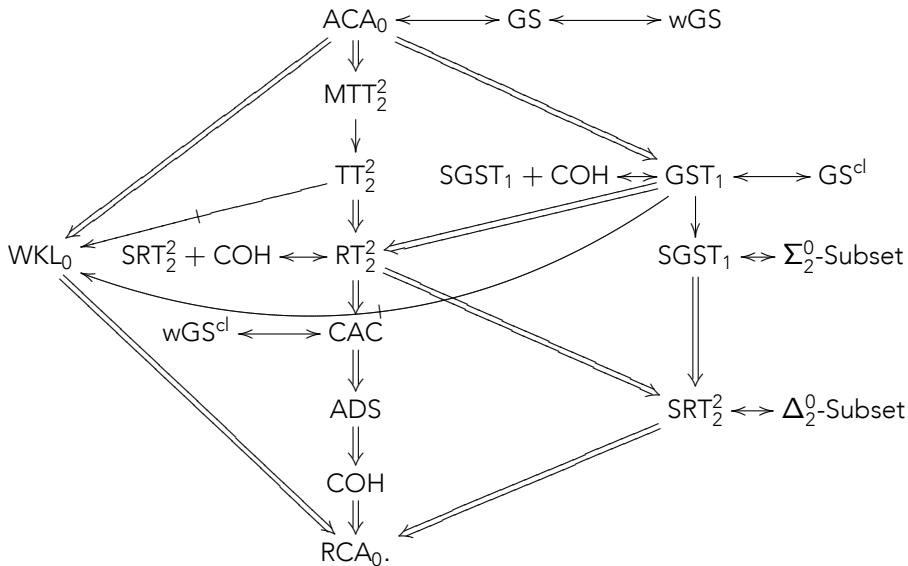 ACA₀ GS wGS
MTT²₂
TT²₂ SGST₁ + COH GST₁ GS^cl
WKL₀ SRT²₂ + COH RT²₂ SGST₁ Σ⁰₂-Subset
wGS^cl CAC
ADS SRT²₂ Δ⁰₂-Subset
COH
RCA₀.